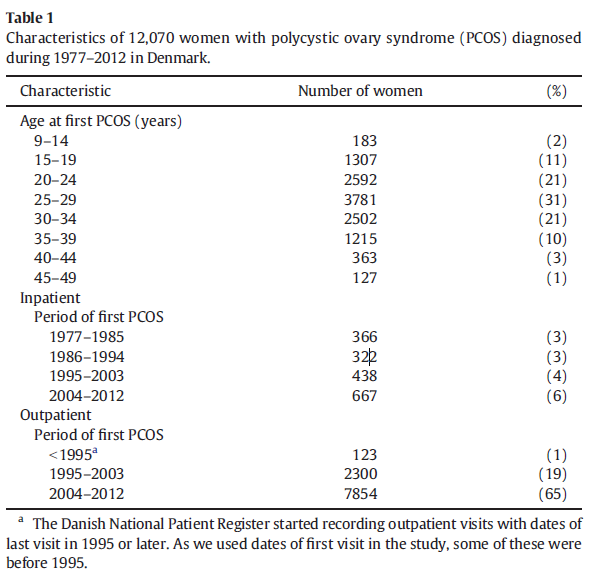 Table 1
Characteristics of 12,070 women with polycystic ovary syndrome (PCOS) diagnosed
during 1977–2012 in Denmark.
Characteristic Number of women (%)
Age at first PCOS (years)
9–14 183 (2)
15–19 1307 (11)
20–24 2592 (21)
25–29 3781 (31)
30–34 2502 (21)
35–39 1215 (10)
40–44 363 (3)
45–49 127 (1)
Inpatient
Period of first PCOS
1977–1985 366 (3)
1986–1994 322 (3)
1995–2003 438 (4)
2004–2012 667 (6)
Outpatient
Period of first PCOS
<1995a 123 (1)
1995–2003 2300 (19)
2004–2012 7854 (65)
a The Danish National Patient Register started recording outpatient visits with dates of
last visit in 1995 or later. As we used dates of first visit in the study, some of these were
before 1995.